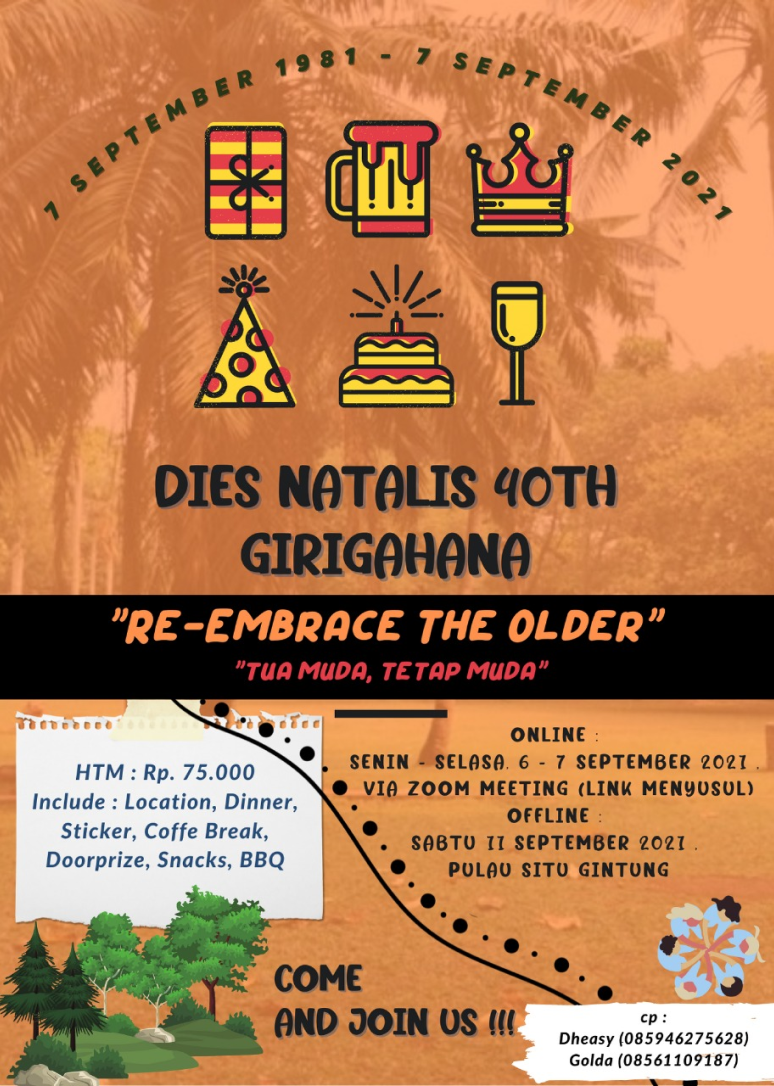 7 SEPTEMBER 1981 - 7 SEPTEMBER 2021
DIES NATALIS 40TH
GIRIGAHANA
"RE-EMBRACE THE OLDER"
"TUA MUDA, TETAP MUDA"
HTM : Rp. 75.000
Include : Location, Dinner,
Sticker, Coffe Break,
Doorprize, Snacks, BBQ
ONLINE :
SENIN - SELASA, 6 - 7 SEPTEMBER 2021 .
VIA ZOOM MEETING (LINK MENYUSUL)
OFFLINE :
SABTU 11 SEPTEMBER 2021 .
PULAU SITU GINTUNG
COME
AND JOIN US !!!
cp :
Dheasy (085946275628)
Golda (08561109187)